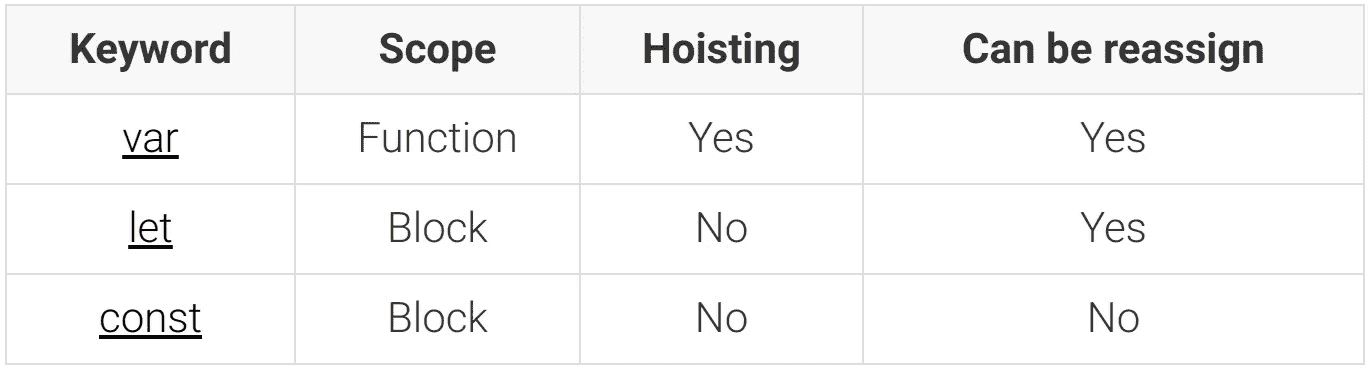 Keyword Scope Hoisting Can be reassign
var Function Yes Yes
let Block No Yes
const Block No No